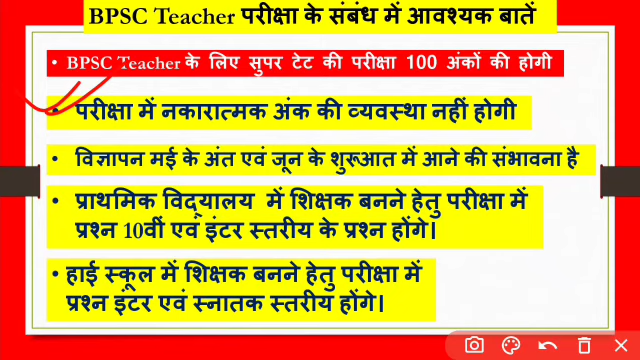 BPSC Teacher परीक्षा के संबंध में आवश्यक बातें
• BPSC Teacher के लिए सुपर टेट की परीक्षा 100 अंकों की होगी
• परीक्षा में नकारात्मक अंक की व्यवस्था नहीं होगी
• विज्ञापन मई के अंत एवं जून के शुरूआत में आने की संभावना है
• प्राथमिक विद्यालय में शिक्षक बनने हेतु परीक्षा में
प्रश्न 10वीं एवं इंटर स्तरीय के प्रश्न होंगे।
• हाई स्कूल में शिक्षक बनने हेतु परीक्षा में
प्रश्न इंटर एवं स्नातक स्तरीय होंगे।